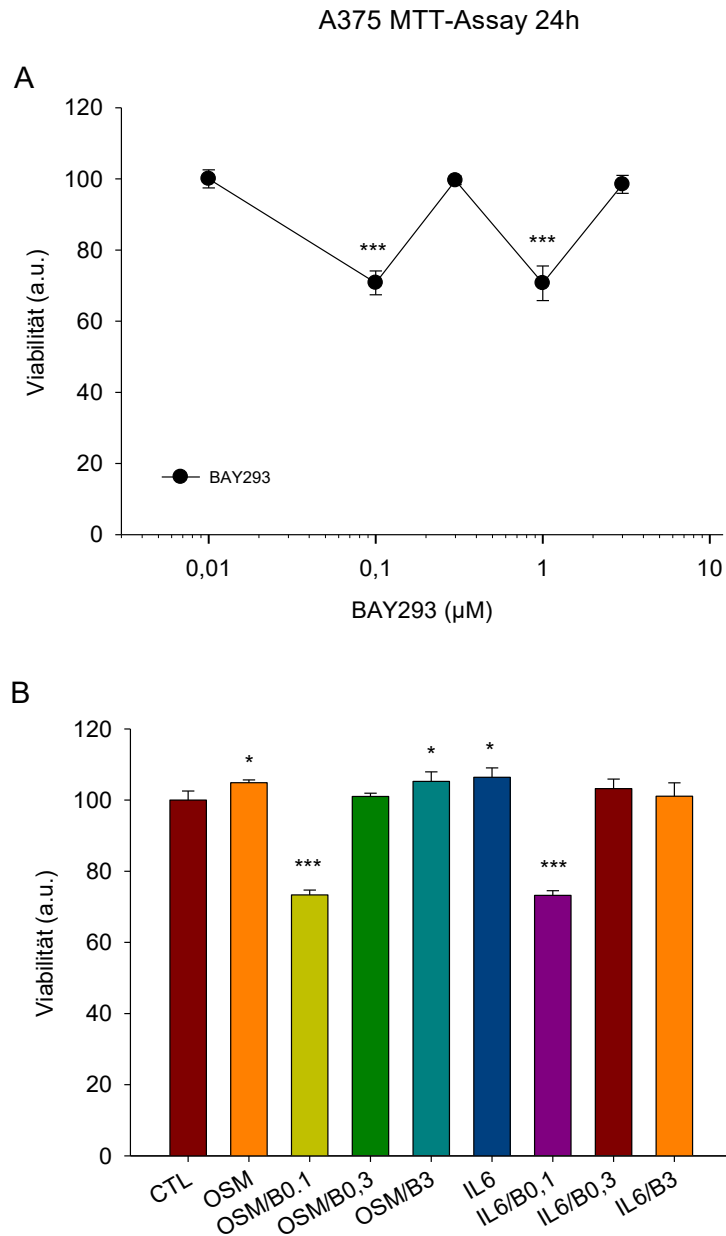 A375 MTT-Assay 24h
A
120
100
80
60
40
20
0
Viabilität (a.u.)
***
***
BAY293
0,01
0,1
1
10
BAY293 (µM)
B
120
100
80
60
40
20
0
Viabilität (a.u.)
*
***
*
*
***
CTL
OSM
OSM/B0.1
OSM/B0,3
OSM/B3
IL6
IL6/B0,1
IL6/B0,3
IL6/B3